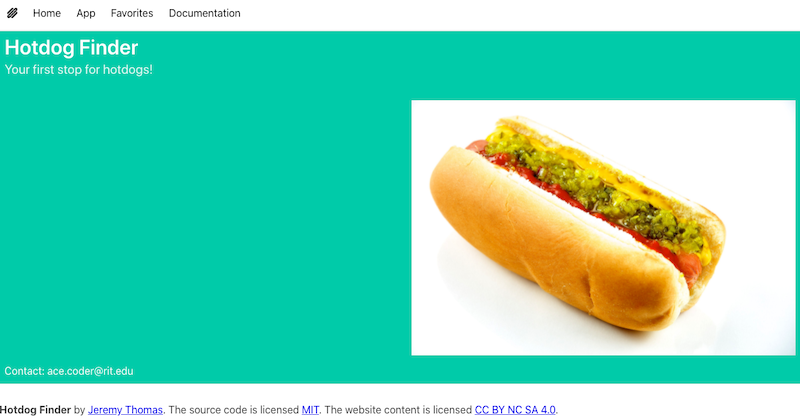 Home App Favorites Documentation
Hotdog Finder
Your first stop for hotdogs!
Contact: ace.coder@rit.edu
Hotdog Finder by Jeremy Thomas. The source code is licensed MIT. The website content is licensed CC BY NC SA 4.0.